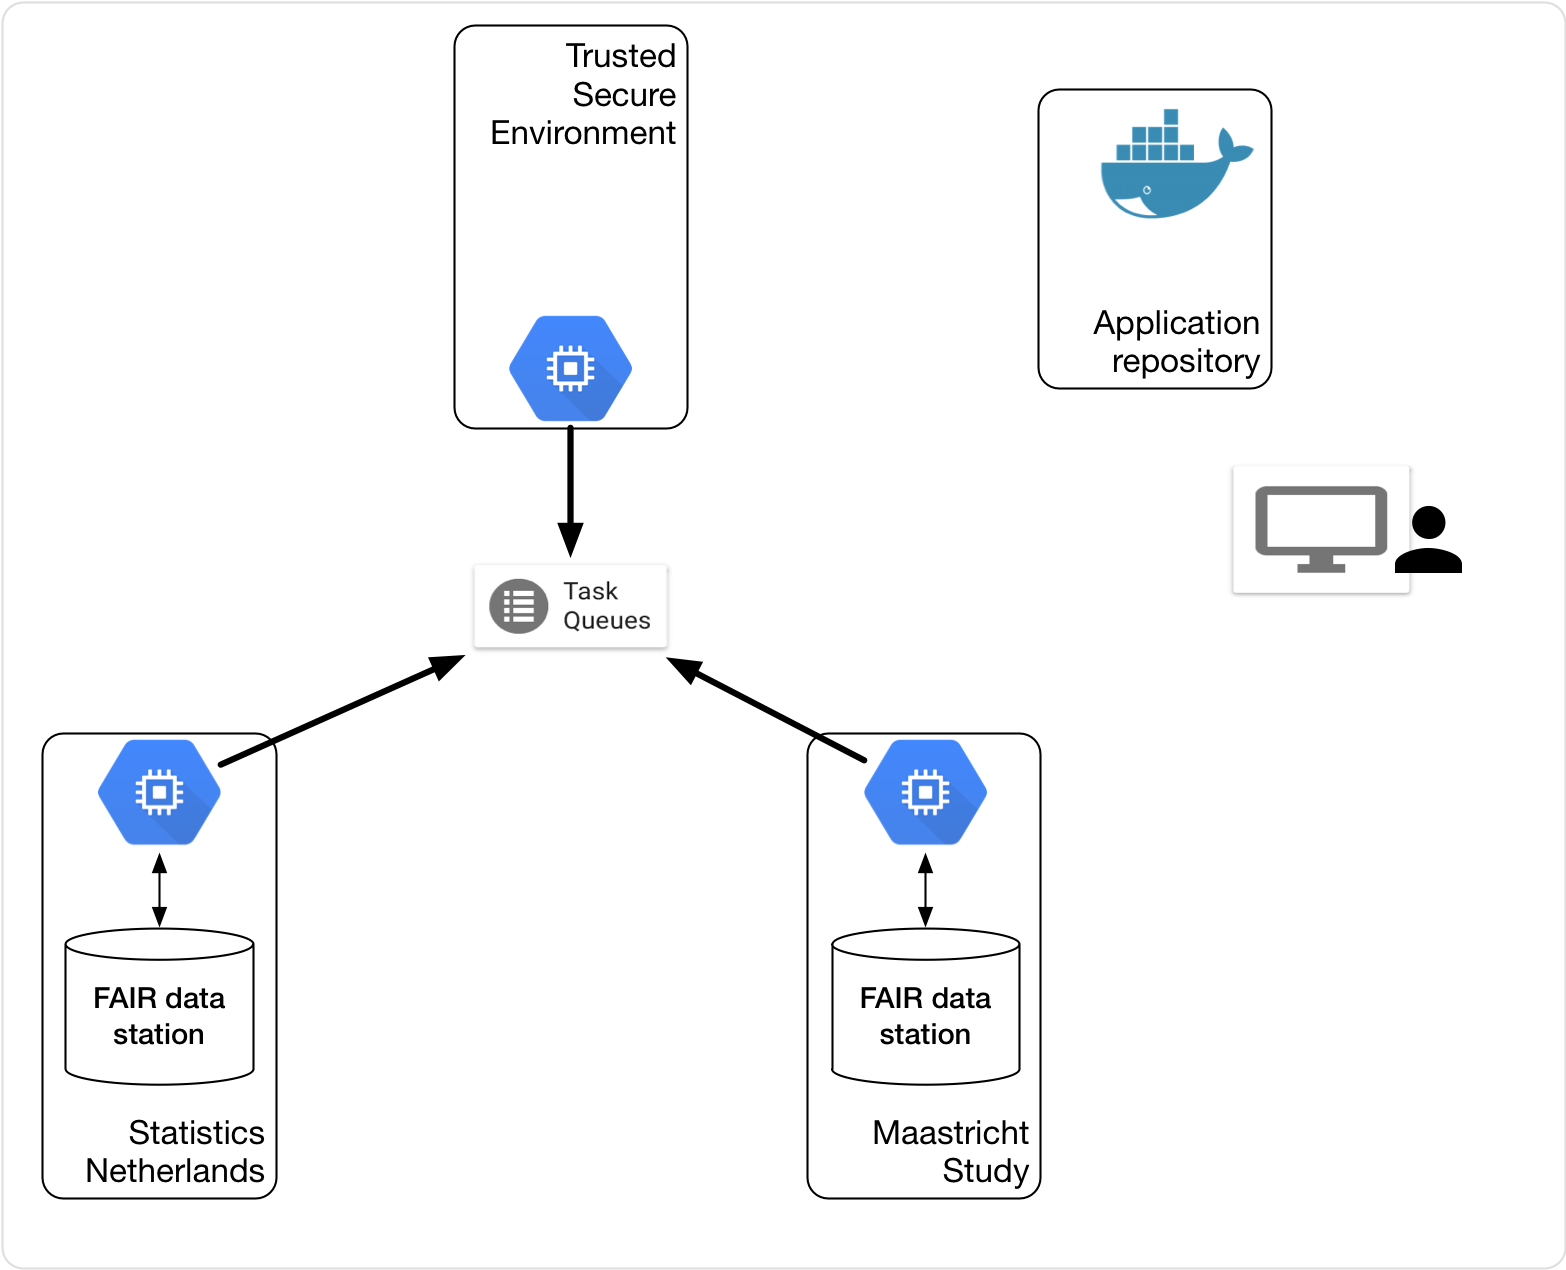 Trusted
Secure
Environment
Application
repository
Task
Queues
FAIR data
station
Statistics
Netherlands
FAIR data
station
Maastricht
Study